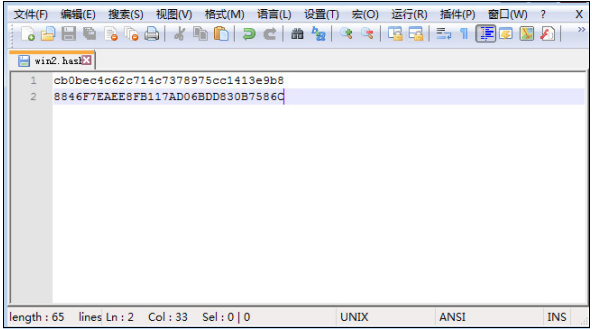 文件(F) 编辑(E) 搜索(S) 视图(V) 格式(M) 语言(L) 设置(T) 宏(O) 运行(R) 插件(P) 窗口(W) ? X
win2.hash
1 cb0bec4c62c714c7378975cc1413e9b8
2 8846F7EAEE8FB117AD06BDD830B7586C
length : 65 lines Ln : 2 Col : 33 Sel : 0 | 0 UNIX ANSI INS